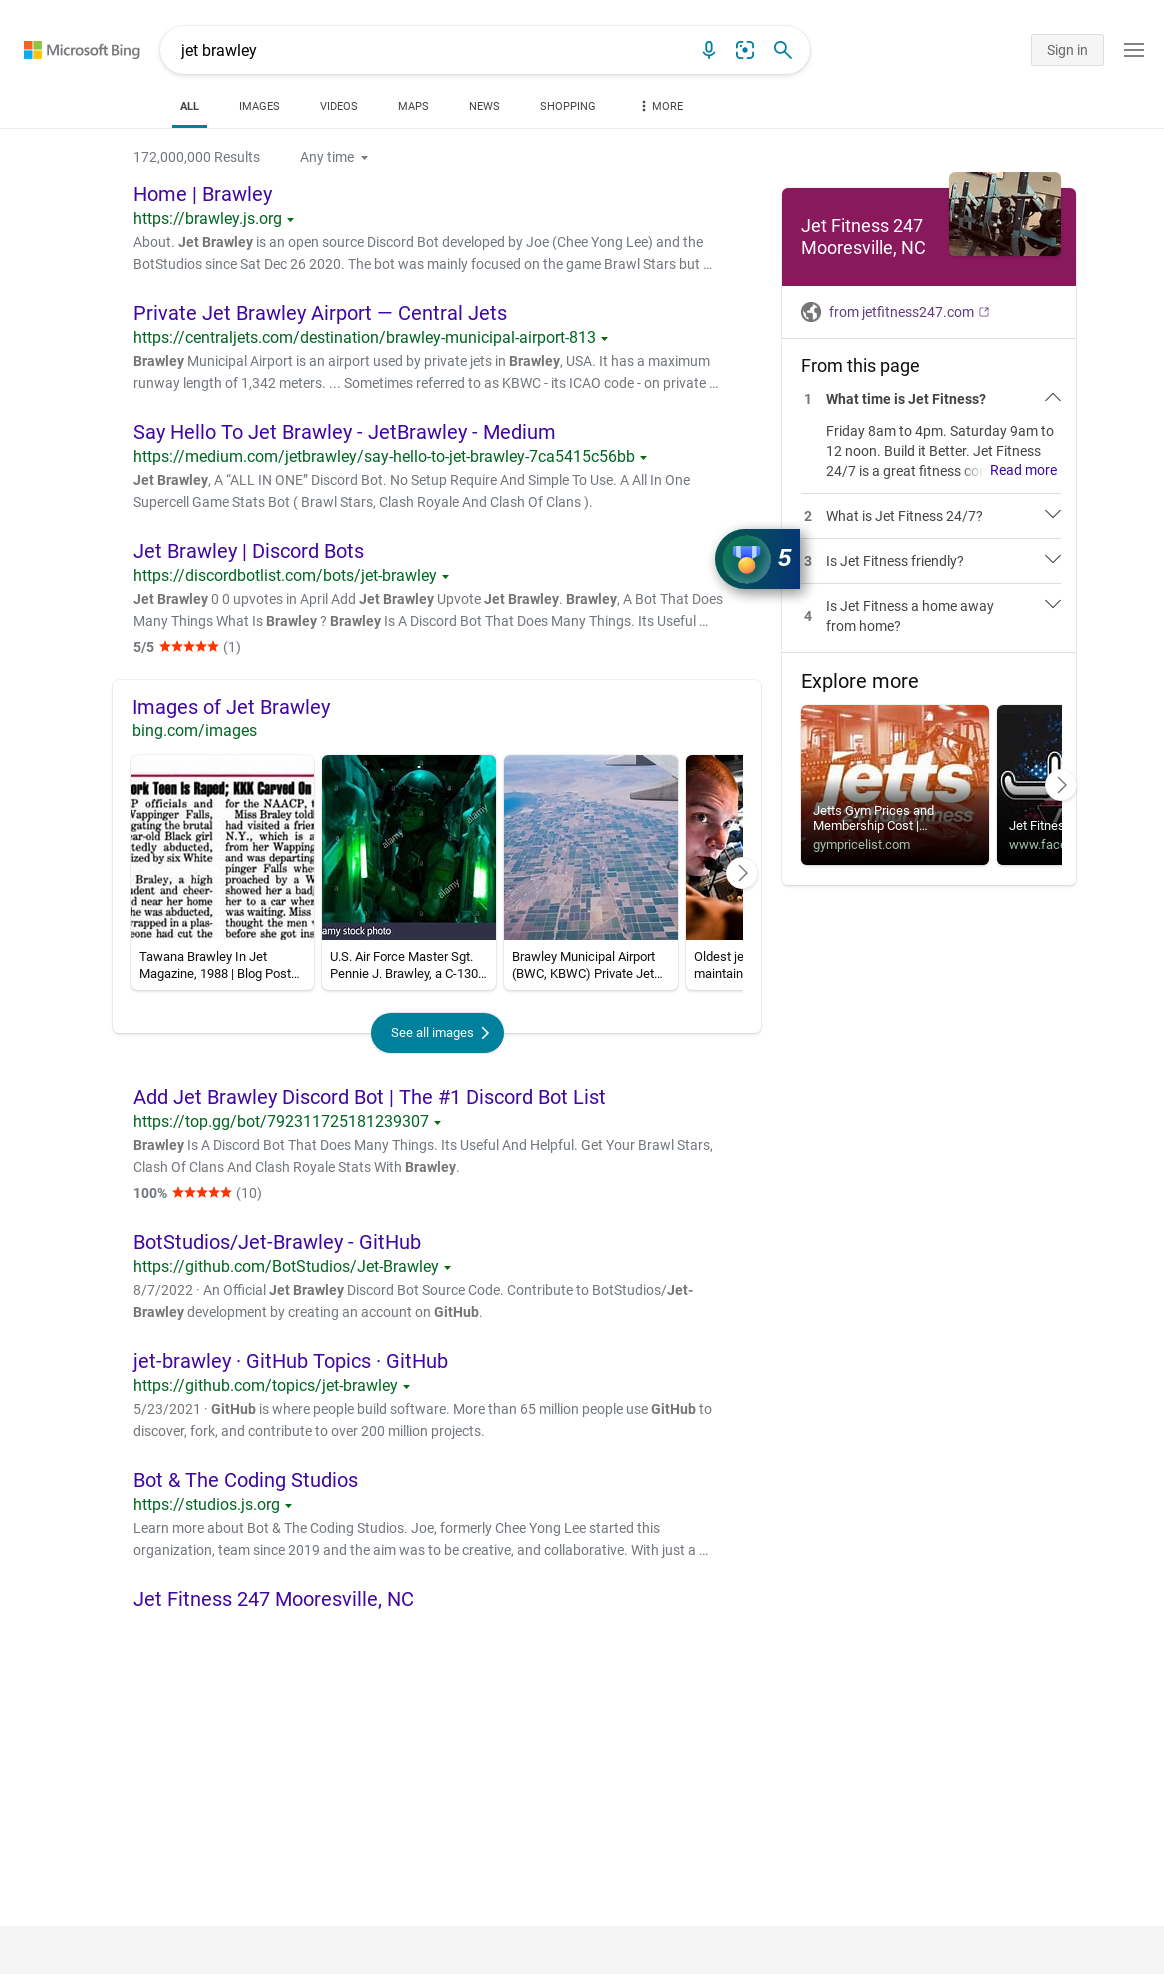 Microsoft Bing
jet brawley
Sign in
ALL
IMAGES
VIDEOS
MAPS
NEWS
SHOPPING
MORE
172,000,000 Results
Any time
Home | Brawley
https://brawley.js.org
About. Jet Brawley is an open source Discord Bot developed by Joe (Chee Yong Lee) and the
BotStudios since Sat Dec 26 2020. The bot was mainly focused on the game Brawl Stars but …
Private Jet Brawley Airport — Central Jets
https://centraljets.com/destination/brawley-municipal-airport-813
Brawley Municipal Airport is an airport used by private jets in Brawley, USA. It has a maximum
runway length of 1,342 meters. ... Sometimes referred to as KBWC - its ICAO code - on private …
Say Hello To Jet Brawley - JetBrawley - Medium
https://medium.com/jetbrawley/say-hello-to-jet-brawley-7ca5415c56bb
Jet Brawley, A “ALL IN ONE” Discord Bot. No Setup Require And Simple To Use. A All In One
Supercell Game Stats Bot ( Brawl Stars, Clash Royale And Clash Of Clans ).
Jet Brawley | Discord Bots
https://discordbotlist.com/bots/jet-brawley
Jet Brawley 0 0 upvotes in April Add Jet Brawley Upvote Jet Brawley. Brawley, A Bot That Does
Many Things What Is Brawley ? Brawley Is A Discord Bot That Does Many Things. Its Useful …
5/5 (1)
Images of Jet Brawley
bing.com/images
ork Teen Is Raped; KKK Carved On
P officials and
Wappinger Falls,
gating the brutal
ear-old Black girl
tedly abducted,
ized by six White
Braley, a high
dent and cheer-
d near her home
he was abducted,
wrapped in a plas-
eone had cut the
for the NAACP, t
Miss Braley told
had visited a frier
N.Y., which is a
from her Wapping
and was departing
pinger Falls when
proached by a W
showed her a bad
her to a car wher
was waiting. Miss
thought the men w
before she got ins
alamy
alamy
alamy
amy stock photo
Tawana Brawley In Jet
Magazine, 1988 | Blog Post…
U.S. Air Force Master Sgt.
Pennie J. Brawley, a C-130…
Brawley Municipal Airport
(BWC, KBWC) Private Jet…
Oldest je
maintain
See all images
Add Jet Brawley Discord Bot | The #1 Discord Bot List
https://top.gg/bot/792311725181239307
Brawley Is A Discord Bot That Does Many Things. Its Useful And Helpful. Get Your Brawl Stars,
Clash Of Clans And Clash Royale Stats With Brawley.
100% (10)
BotStudios/Jet-Brawley - GitHub
https://github.com/BotStudios/Jet-Brawley
8/7/2022 · An Official Jet Brawley Discord Bot Source Code. Contribute to BotStudios/Jet-
Brawley development by creating an account on GitHub.
jet-brawley · GitHub Topics · GitHub
https://github.com/topics/jet-brawley
5/23/2021 · GitHub is where people build software. More than 65 million people use GitHub to
discover, fork, and contribute to over 200 million projects.
Bot & The Coding Studios
https://studios.js.org
Learn more about Bot & The Coding Studios. Joe, formerly Chee Yong Lee started this
organization, team since 2019 and the aim was to be creative, and collaborative. With just a …
Jet Fitness 247 Mooresville, NC
Jet Fitness 247
Mooresville, NC
from jetfitness247.com
From this page
1 What time is Jet Fitness?
Friday 8am to 4pm. Saturday 9am to
12 noon. Build it Better. Jet Fitness
24/7 is a great fitness co Read more
2 What is Jet Fitness 24/7?
5
3 Is Jet Fitness friendly?
4 Is Jet Fitness a home away
from home?
Explore more
jetts
fitness
Jetts Gym Prices and
Membership Cost |…
gympricelist.com
Jet Fitnes
www.face